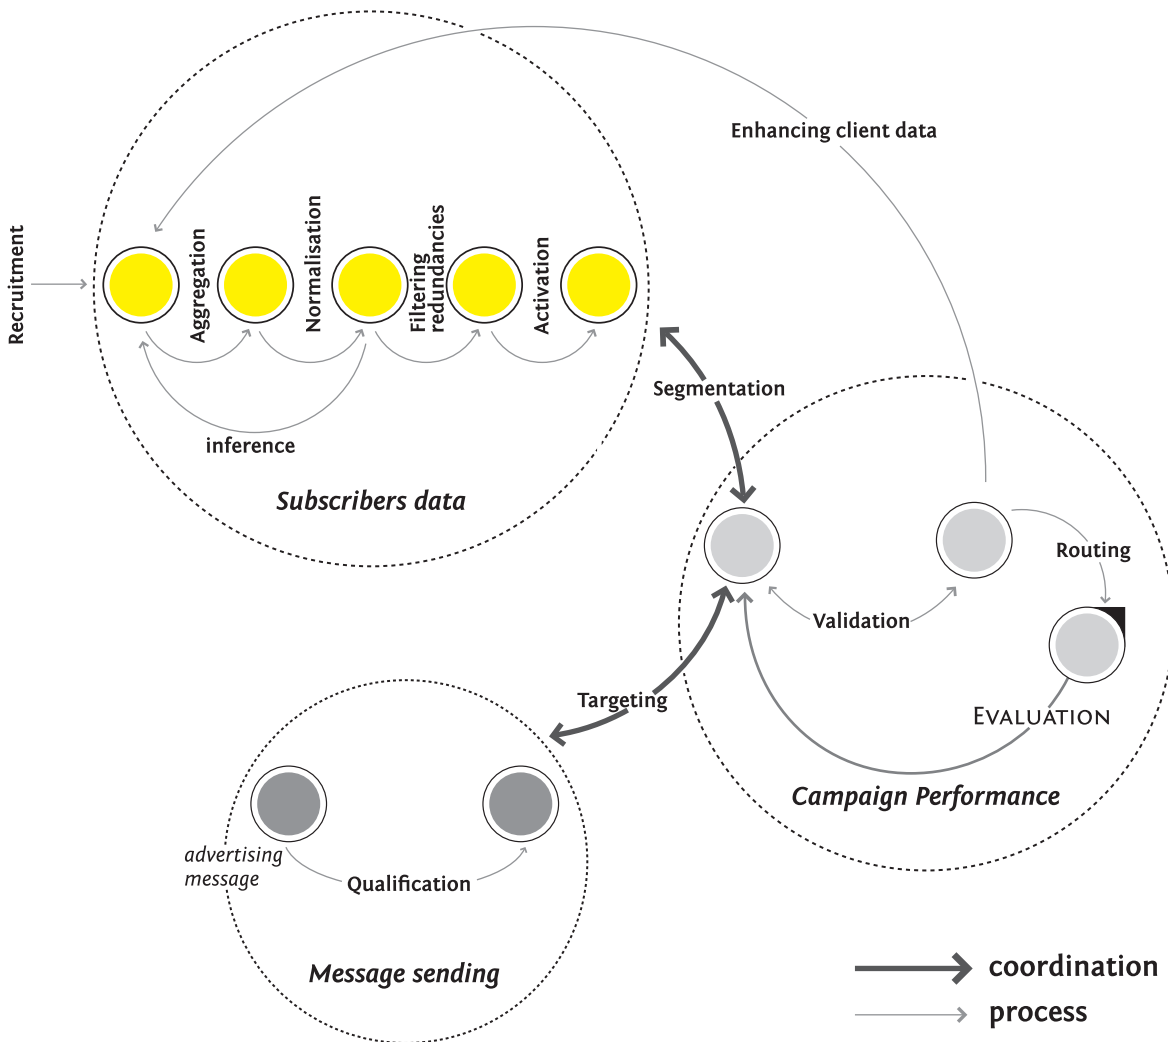 Enhancing client data
Recruitment
Aggregation
Normalisation
Filtering
redundancies
Activation
inference
Subscribers data
Segmentation
Routing
Validation
Targeting
EVALUATION
Campaign Performance
advertising
message
Qualification
Message sending
coordination
process